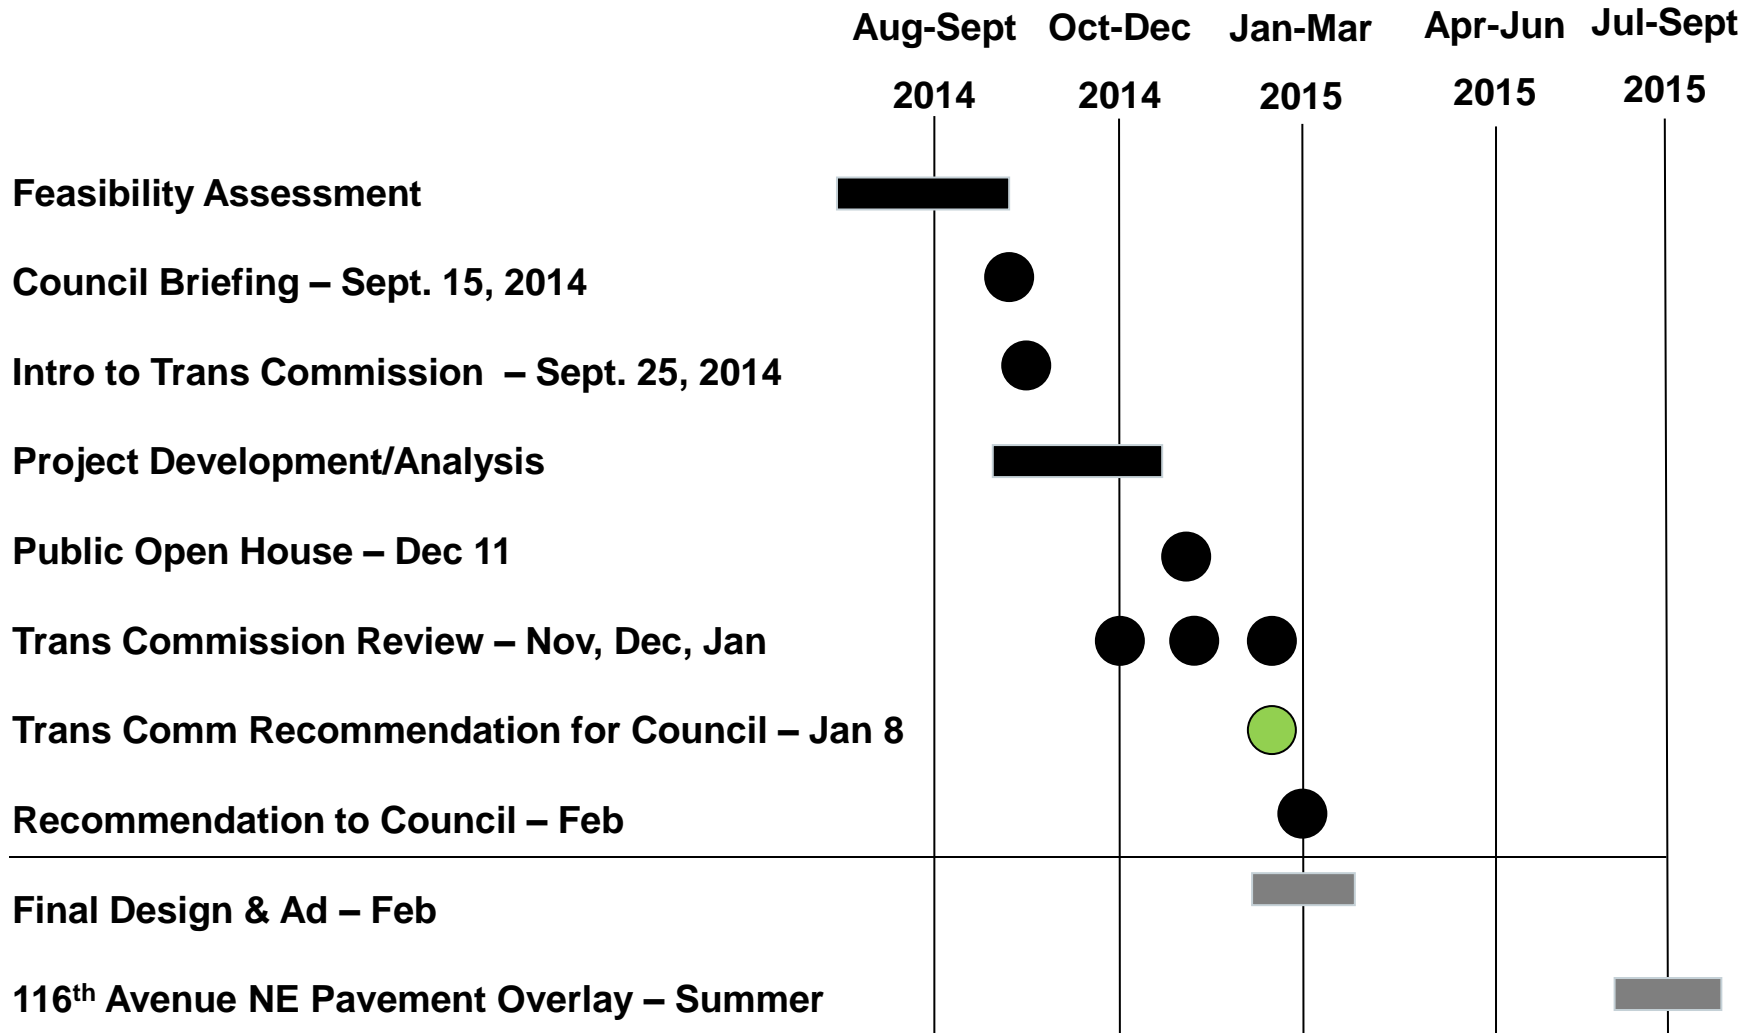 Aug-Sept Oct-Dec Jan-Mar Apr-Jun Jul-Sept
2014 2014 2015 2015 2015
Feasibility Assessment
Council Briefing – Sept. 15, 2014
Intro to Trans Commission – Sept. 25, 2014
Project Development/Analysis
Public Open House – Dec 11
Trans Commission Review – Nov, Dec, Jan
Trans Comm Recommendation for Council – Jan 8
Recommendation to Council – Feb
Final Design & Ad – Feb
116th Avenue NE Pavement Overlay – Summer